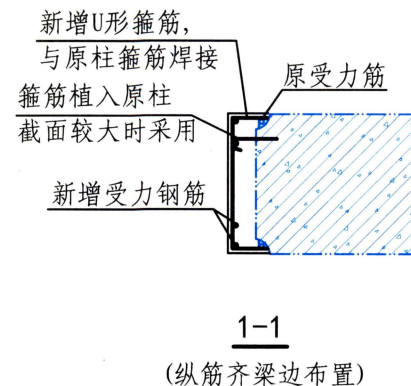 新增U形箍筋,
与原柱箍筋焊接
原受力筋
箍筋植入原柱
截面较大时采用
新增受力钢筋
1-1
(纵筋齐梁边布置)